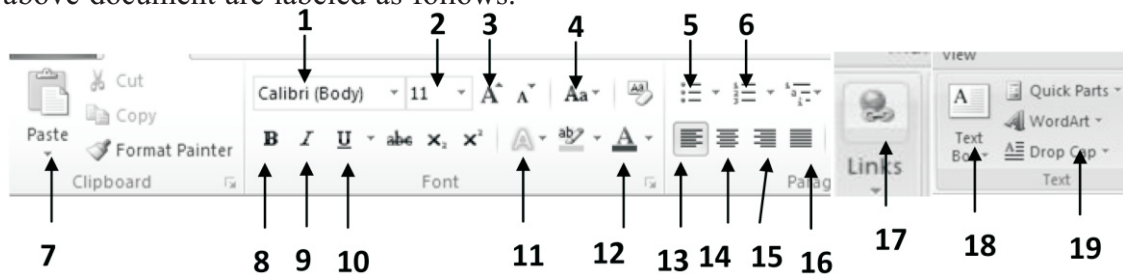 above document are labeled as follows.
1 2 3 4 5 6
View
Cut
Calibri (Body) 11 A A Aa
Quick Parts
Copy
A WordArt
Paste
Format Painter
B I U abc X₂ X² A ab A
Links
Text
Box
A Drop Cap
Clipboard Font Parag Text
7 8 9 10 11 12 13 14 15 16 17 18 19